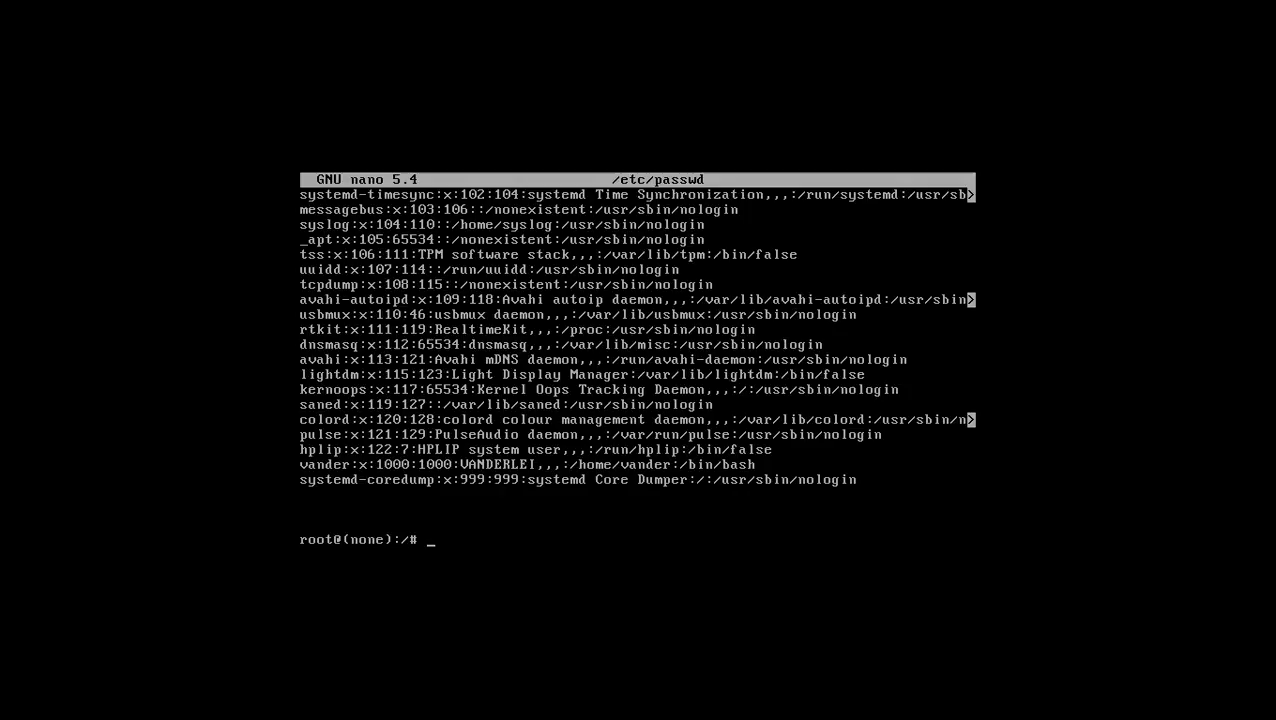 GNU nano 5.4 /etc/passwd
systemd-timesync:x:102:104:systemd Time Synchronization,,,:/run/systemd:/usr/sb>
messagebus:x:103:106::/nonexistent:/usr/sbin/nologin
syslog:x:104:110::/home/syslog:/usr/sbin/nologin
_apt:x:105:65534::/nonexistent:/usr/sbin/nologin
tss:x:106:111:TPM software stack,,,:/var/lib/tpm:/bin/false
uuidd:x:107:114::/run/uuidd:/usr/sbin/nologin
tcpdump:x:108:115::/nonexistent:/usr/sbin/nologin
avahi-autoipd:x:109:118:Avahi autoip daemon,,,:/var/lib/avahi-autoipd:/usr/sbin>
usbmux:x:110:46:usbmux daemon,,,:/var/lib/usbmux:/usr/sbin/nologin
rtkit:x:111:119:RealtimeKit,,,:/proc:/usr/sbin/nologin
dnsmasq:x:112:65534:dnsmasq,,,:/var/lib/misc:/usr/sbin/nologin
avahi:x:113:121:Avahi mDNS daemon,,,:/run/avahi-daemon:/usr/sbin/nologin
lightdm:x:115:123:Light Display Manager:/var/lib/lightdm:/bin/false
kernoops:x:117:65534:Kernel Oops Tracking Daemon,,,:/:/usr/sbin/nologin
saned:x:119:127::/var/lib/saned:/usr/sbin/nologin
colord:x:120:128:colord colour management daemon,,,:/var/lib/colord:/usr/sbin/n>
pulse:x:121:129:PulseAudio daemon,,,:/var/run/pulse:/usr/sbin/nologin
hplip:x:122:7:HPLIP system user,,,:/run/hplip:/bin/false
vander:x:1000:1000:VANDERLEI,,,:/home/vander:/bin/bash
systemd-coredump:x:999:999:systemd Core Dumper:/:/usr/sbin/nologin
root@(none):/# _